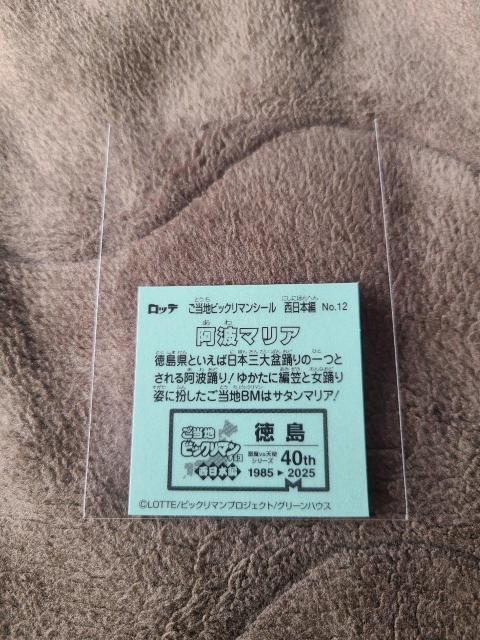 ロッテ ご当地ビックリマンシール 西日本編 No.12
阿波マリア
徳島県といえば日本三大盆踊りの一つと
される阿波踊り！ゆかたに編笠と女踊り
姿に扮したご当地BMはサタンマリア！
ご当地
ビックリマン
西日本編
徳島
悪魔vs天使
シリーズ
40th
1985▶2025
©LOTTE/ビックリマンプロジェクト/グリーンハウス